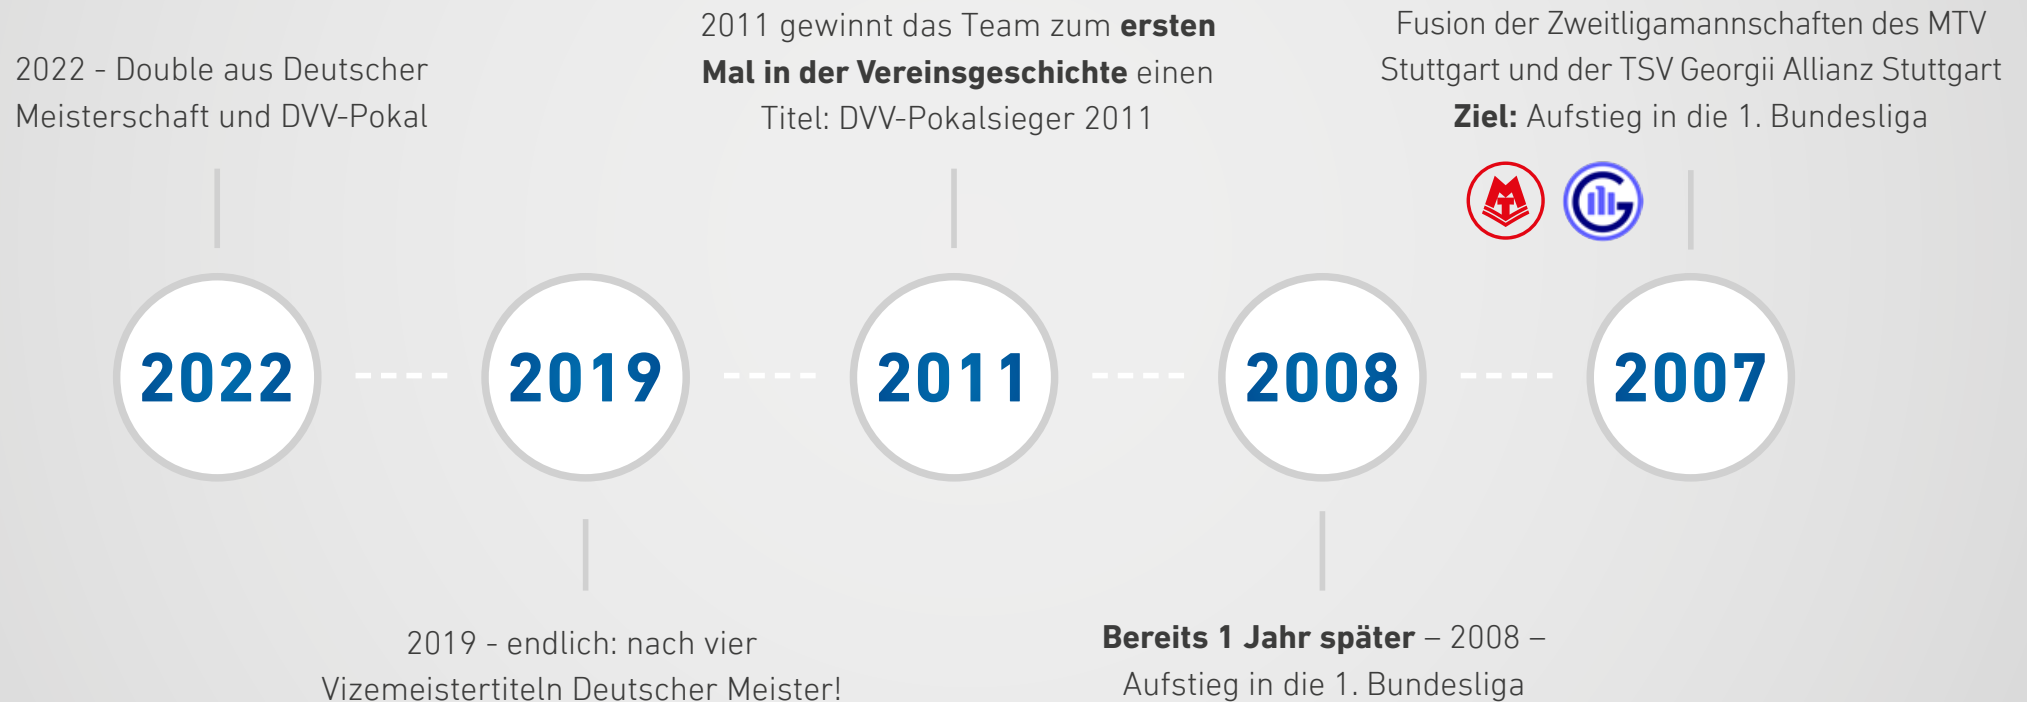 2022 - Double aus Deutscher
Meisterschaft und DVV-Pokal
2011 gewinnt das Team zum ersten
Mal in der Vereinsgeschichte einen
Titel: DVV-Pokalsieger 2011
Fusion der Zweitligamannschaften des MTV
Stuttgart und der TSV Georgii Allianz Stuttgart
Ziel: Aufstieg in die 1. Bundesliga
2022
2019
2011
2008
2007
2019 - endlich: nach vier
Vizemeistertiteln Deutscher Meister!
Bereits 1 Jahr später – 2008 –
Aufstieg in die 1. Bundesliga